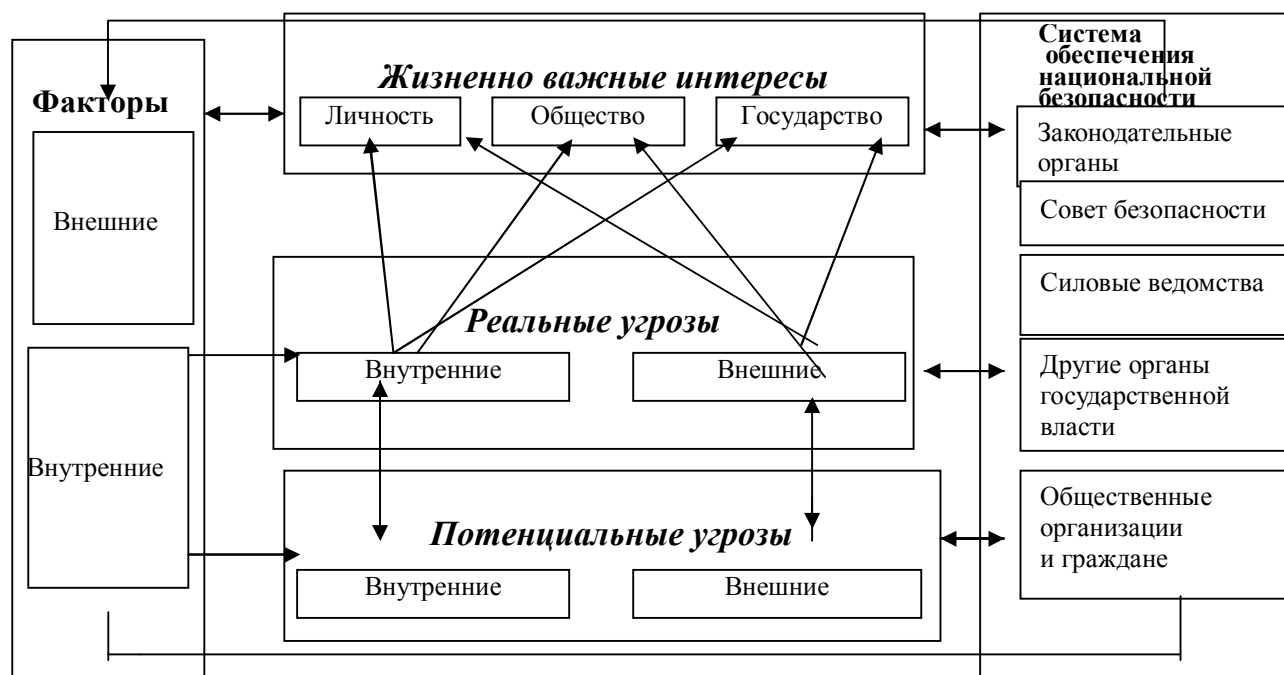 Факторы
Внешние
Внутренние
Жизненно важные интересы
Личность
Общество
Государство
Реальные угрозы
Внутренние
Внешние
Потенциальные угрозы
Внутренние
Внешние
Система
обеспечения
национальной
безопасности
Законодательные
органы
Совет безопасности
Силовые ведомства
Другие органы
государственной
власти
Общественные
организации
и граждане